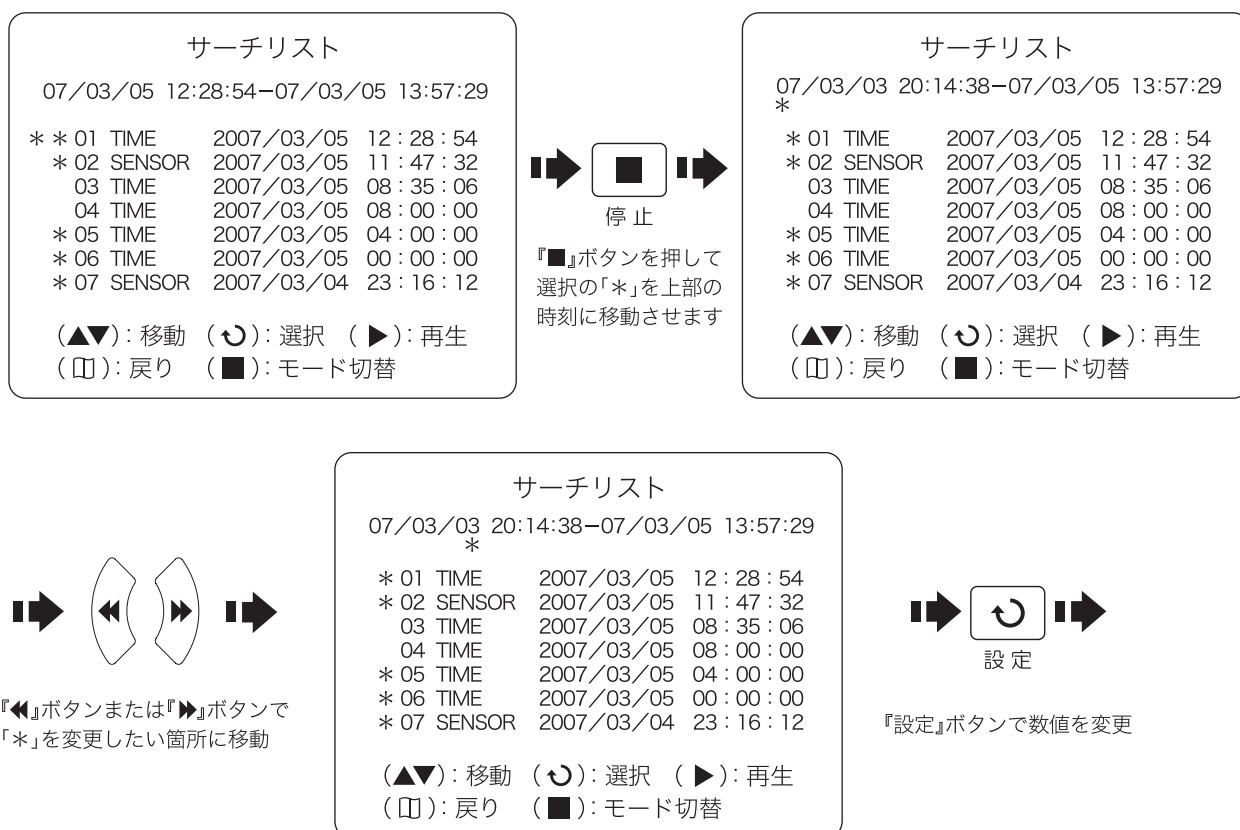 サーチリスト
07／03／05 12:28:54−07／03／05 13:57:29
＊＊01 TIME 2007／03／05 12：28：54
＊02 SENSOR 2007／03／05 11：47：32
03 TIME 2007／03／05 08：35：06
04 TIME 2007／03／05 08：00：00
＊05 TIME 2007／03／05 04：00：00
＊06 TIME 2007／03／05 00：00：00
＊07 SENSOR 2007／03／04 23：16：12
（▲▼）：移動 （↻）：選択 （▶）：再生
（🕮）：戻り （■）：モード切替
停止
『■』ボタンを押して
選択の「＊」を上部の
時刻に移動させます
サーチリスト
07／03／03 20:14:38−07／03／05 13:57:29
＊
＊01 TIME 2007／03／05 12：28：54
＊02 SENSOR 2007／03／05 11：47：32
03 TIME 2007／03／05 08：35：06
04 TIME 2007／03／05 08：00：00
＊05 TIME 2007／03／05 04：00：00
＊06 TIME 2007／03／05 00：00：00
＊07 SENSOR 2007／03／04 23：16：12
（▲▼）：移動 （↻）：選択 （▶）：再生
（🕮）：戻り （■）：モード切替
『◀◀』ボタンまたは『▶▶』ボタンで
「＊」を変更したい箇所に移動
サーチリスト
07／03／03 20:14:38−07／03／05 13:57:29
＊
＊01 TIME 2007／03／05 12：28：54
＊02 SENSOR 2007／03／05 11：47：32
03 TIME 2007／03／05 08：35：06
04 TIME 2007／03／05 08：00：00
＊05 TIME 2007／03／05 04：00：00
＊06 TIME 2007／03／05 00：00：00
＊07 SENSOR 2007／03／04 23：16：12
（▲▼）：移動 （↻）：選択 （▶）：再生
（🕮）：戻り （■）：モード切替
設定
『設定』ボタンで数値を変更